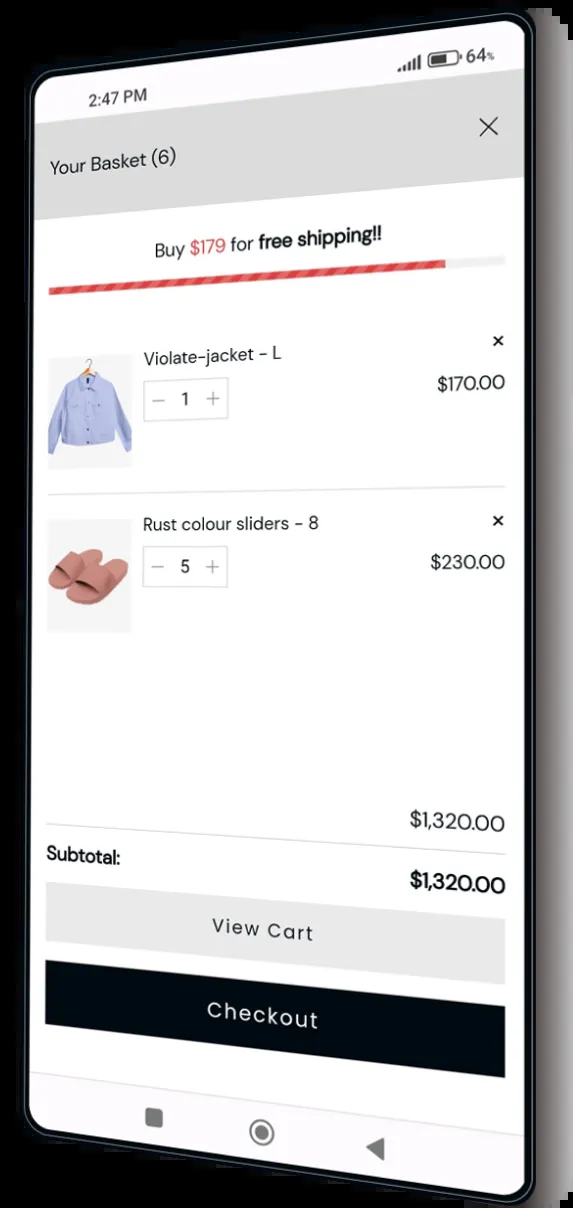 2:47 PM
64%
Your Basket (6)
Buy $179 for free shipping!!
Violate-jacket - L
1
$170.00
Rust colour sliders - 8
5
$230.00
$1,320.00
Subtotal:
$1,320.00
View Cart
Checkout